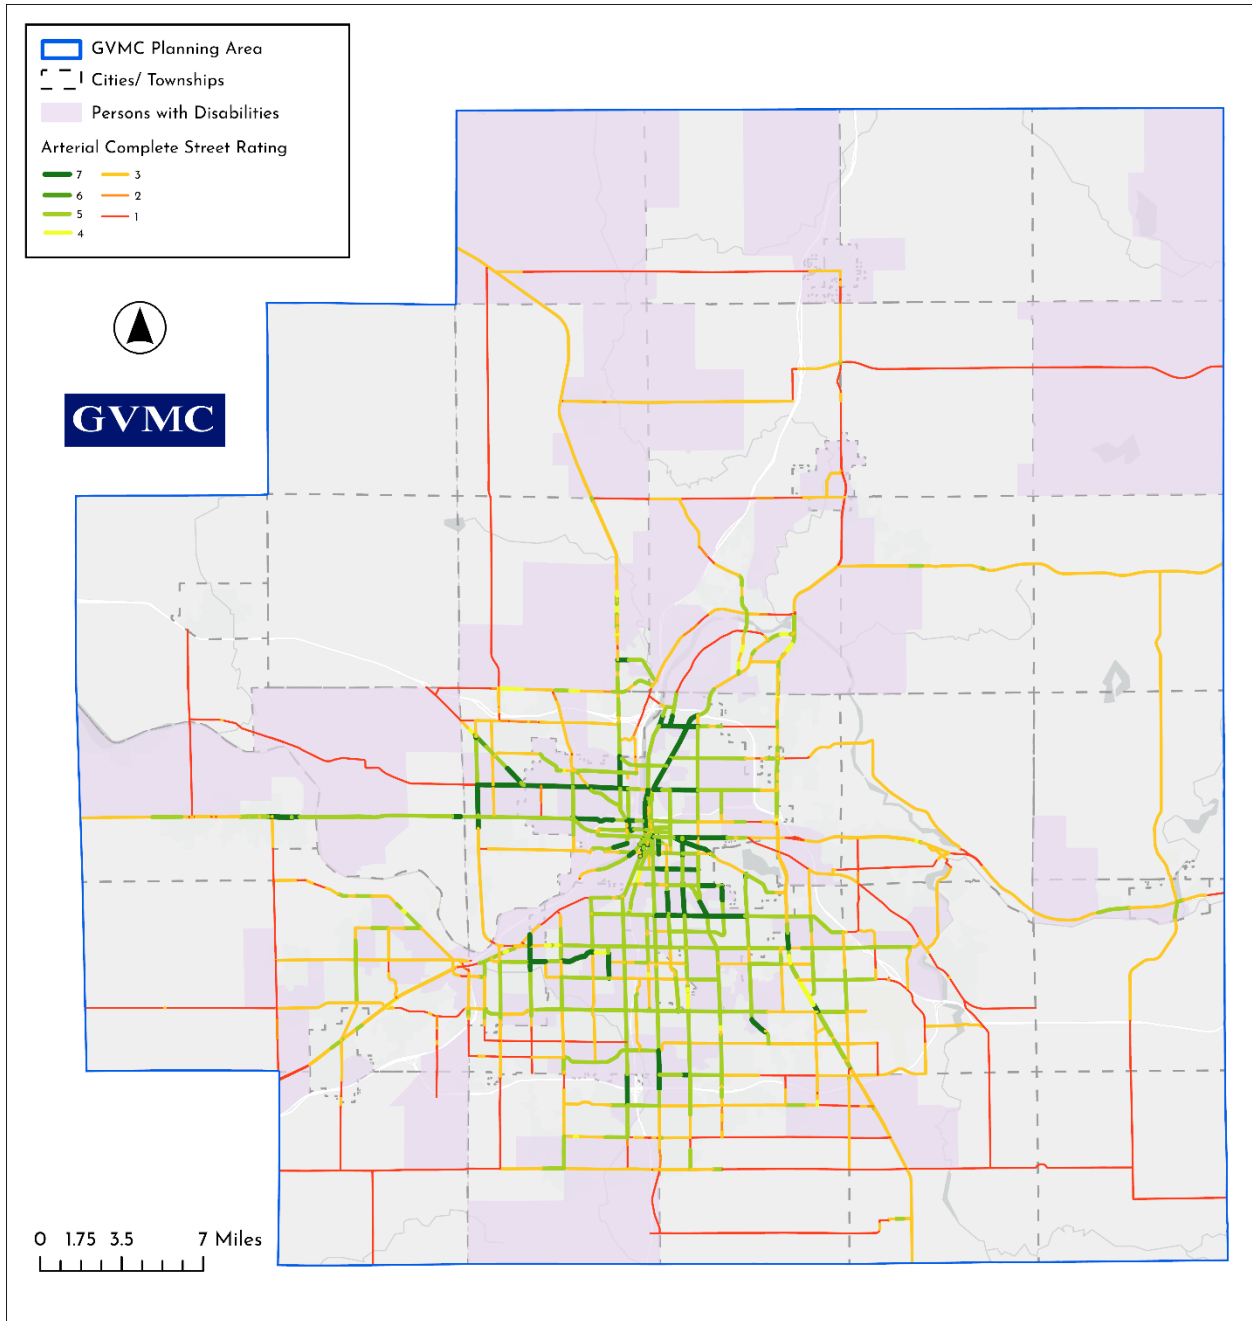 GVMC Planning Area
Cities/ Townships
Persons with Disabilities
Arterial Complete Street Rating
7 3
6 2
5 1
4
GVMC
0 1.75 3.5 7 Miles